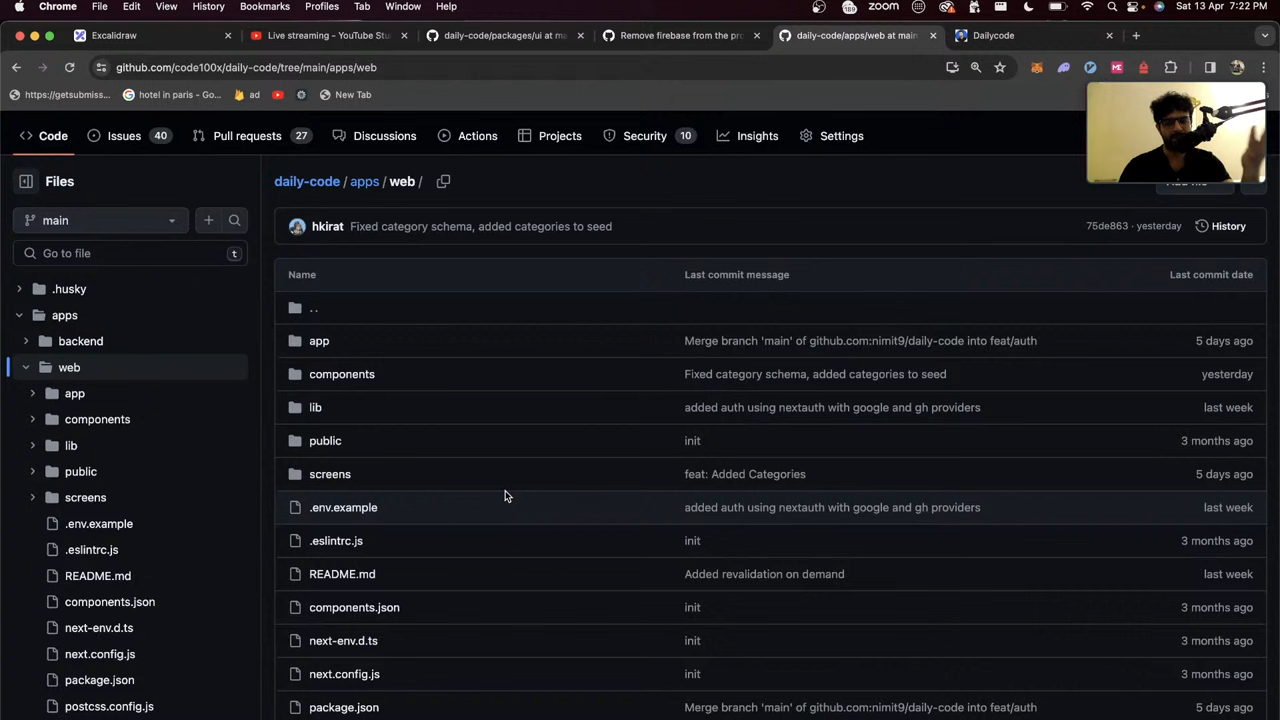 Chrome File Edit View History Bookmarks Profiles Tab Window Help zoom Sat 13 Apr 7:22 PM
Excalidraw Live streaming - YouTube Stu daily-code/packages/ui at ma Remove firebase from the pro daily-code/apps/web at main Dailycode
github.com/code100x/daily-code/tree/main/apps/web
https://getsubmiss... hotel in paris - Go... ad New Tab
Code Issues 40 Pull requests 27 Discussions Actions Projects Security 10 Insights Settings
Files daily-code / apps / web /
main
hkirat Fixed category schema, added categories to seed 75de863 · yesterday History
Go to file t
Name Last commit message Last commit date
.husky
..
apps
backend
app Merge branch 'main' of github.com:nimit9/daily-code into feat/auth 5 days ago
web
components Fixed category schema, added categories to seed yesterday
app
lib added auth using nextauth with google and gh providers last week
components
public init 3 months ago
lib
screens feat: Added Categories 5 days ago
public
screens
.env.example added auth using nextauth with google and gh providers last week
.env.example
.eslintrc.js init 3 months ago
.eslintrc.js
README.md Added revalidation on demand last week
README.md
components.json init 3 months ago
components.json
next-env.d.ts init 3 months ago
next-env.d.ts
next.config.js init 3 months ago
next.config.js
package.json
package.json Merge branch 'main' of github.com:nimit9/daily-code into feat/auth 5 days ago
postcss.config.js